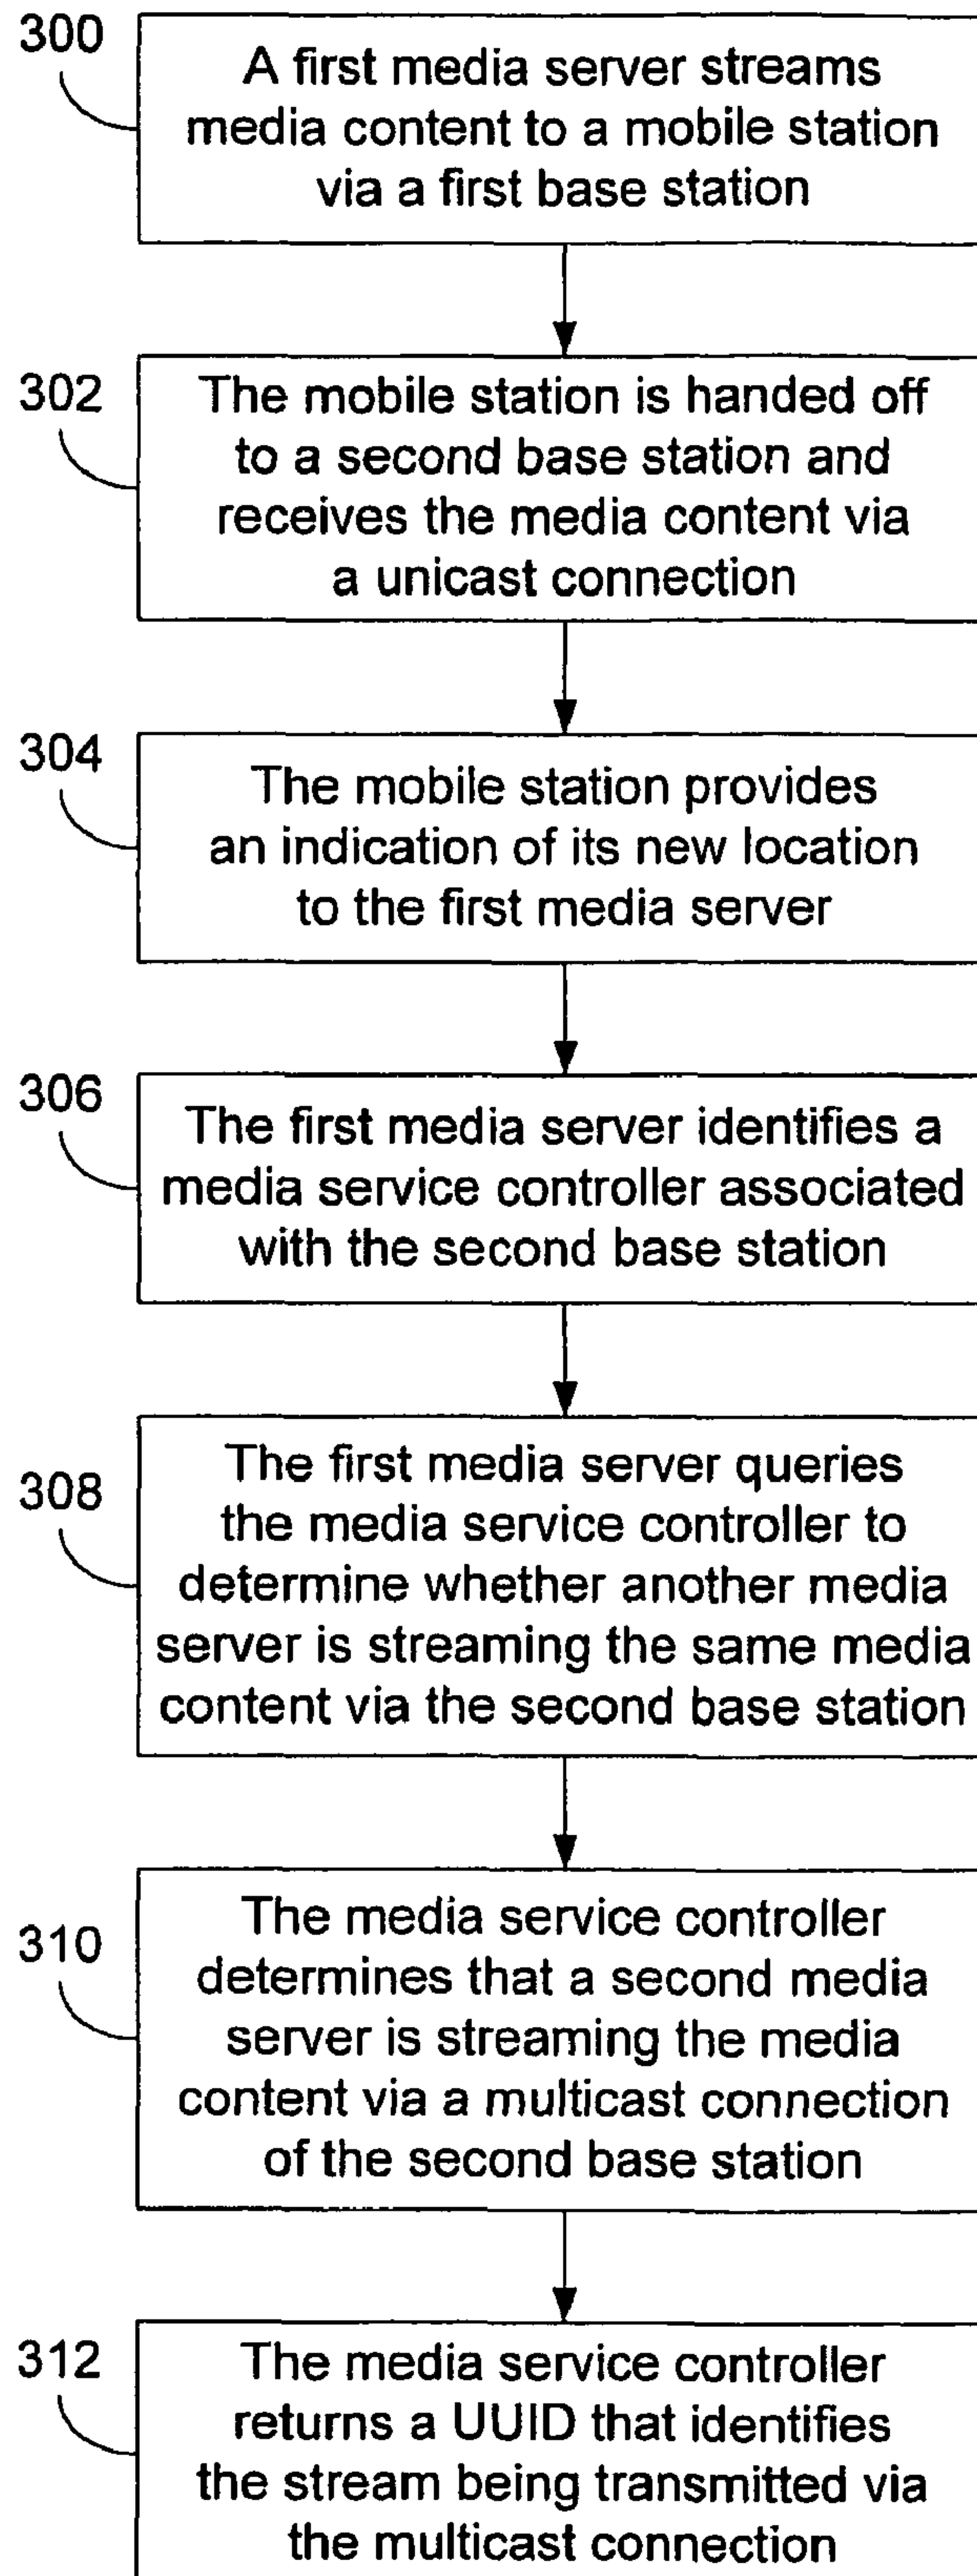 300
A first media server streams
media content to a mobile station
via a first base station
302
The mobile station is handed off
to a second base station and
receives the media content via
a unicast connection
304
The mobile station provides
an indication of its new location
to the first media server
306
The first media server identifies a
media service controller associated
with the second base station
308
The first media server queries
the media service controller to
determine whether another media
server is streaming the same media
content via the second base station
310
The media service controller
determines that a second media
server is streaming the media
content via a multicast connection
of the second base station
312
The media service controller
returns a UUID that identifies
the stream being transmitted via
the multicast connection